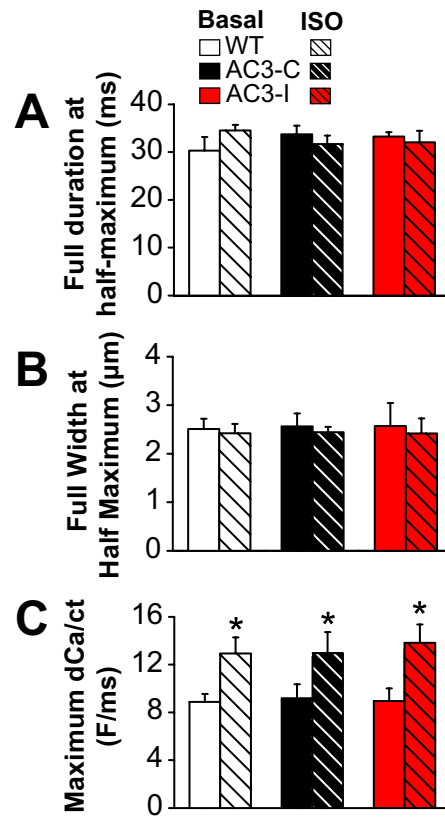 Basal ISO
WT
AC3-C
AC3-I
A
Full duration at
half-maximum (ms)
40
30
20
10
0
B
Full Width at
Half Maximum (µm)
4
3
2
1
0
C
Maximum dCa/ct
(F/ms)
16
12
8
4
0
* * *